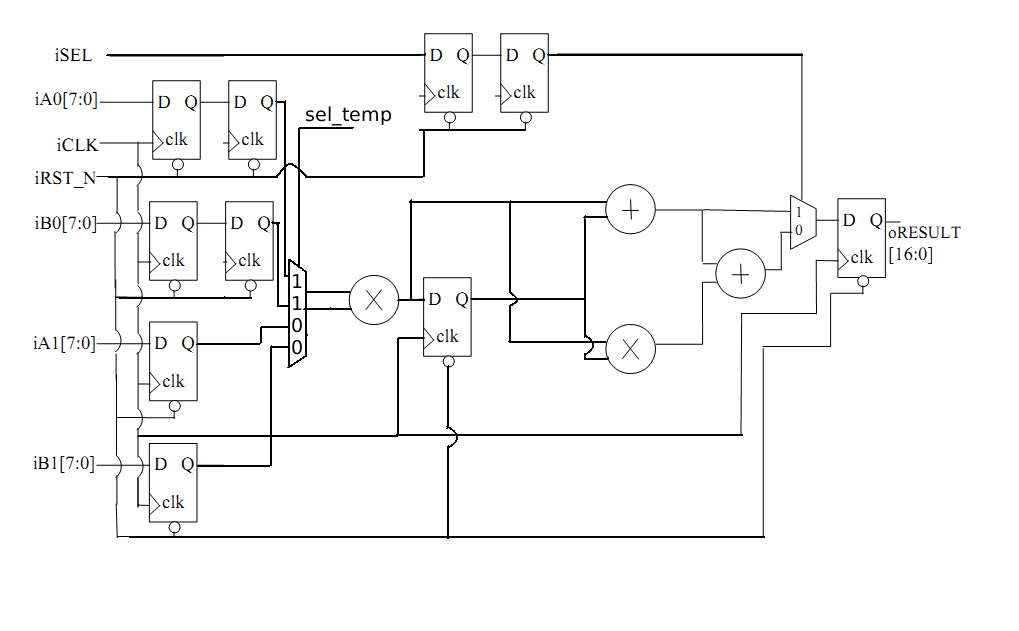 iSEL
D Q
clk
D Q
clk
iA0[7:0]
D Q
clk
D Q
clk
sel_temp
iCLK
iRST_N
iB0[7:0]
D Q
clk
D Q
clk
+
1
0
D Q
clk
oRESULT
[16:0]
+
1
1
0
0
X
D Q
clk
iA1[7:0]
D Q
clk
X
iB1[7:0]
D Q
clk